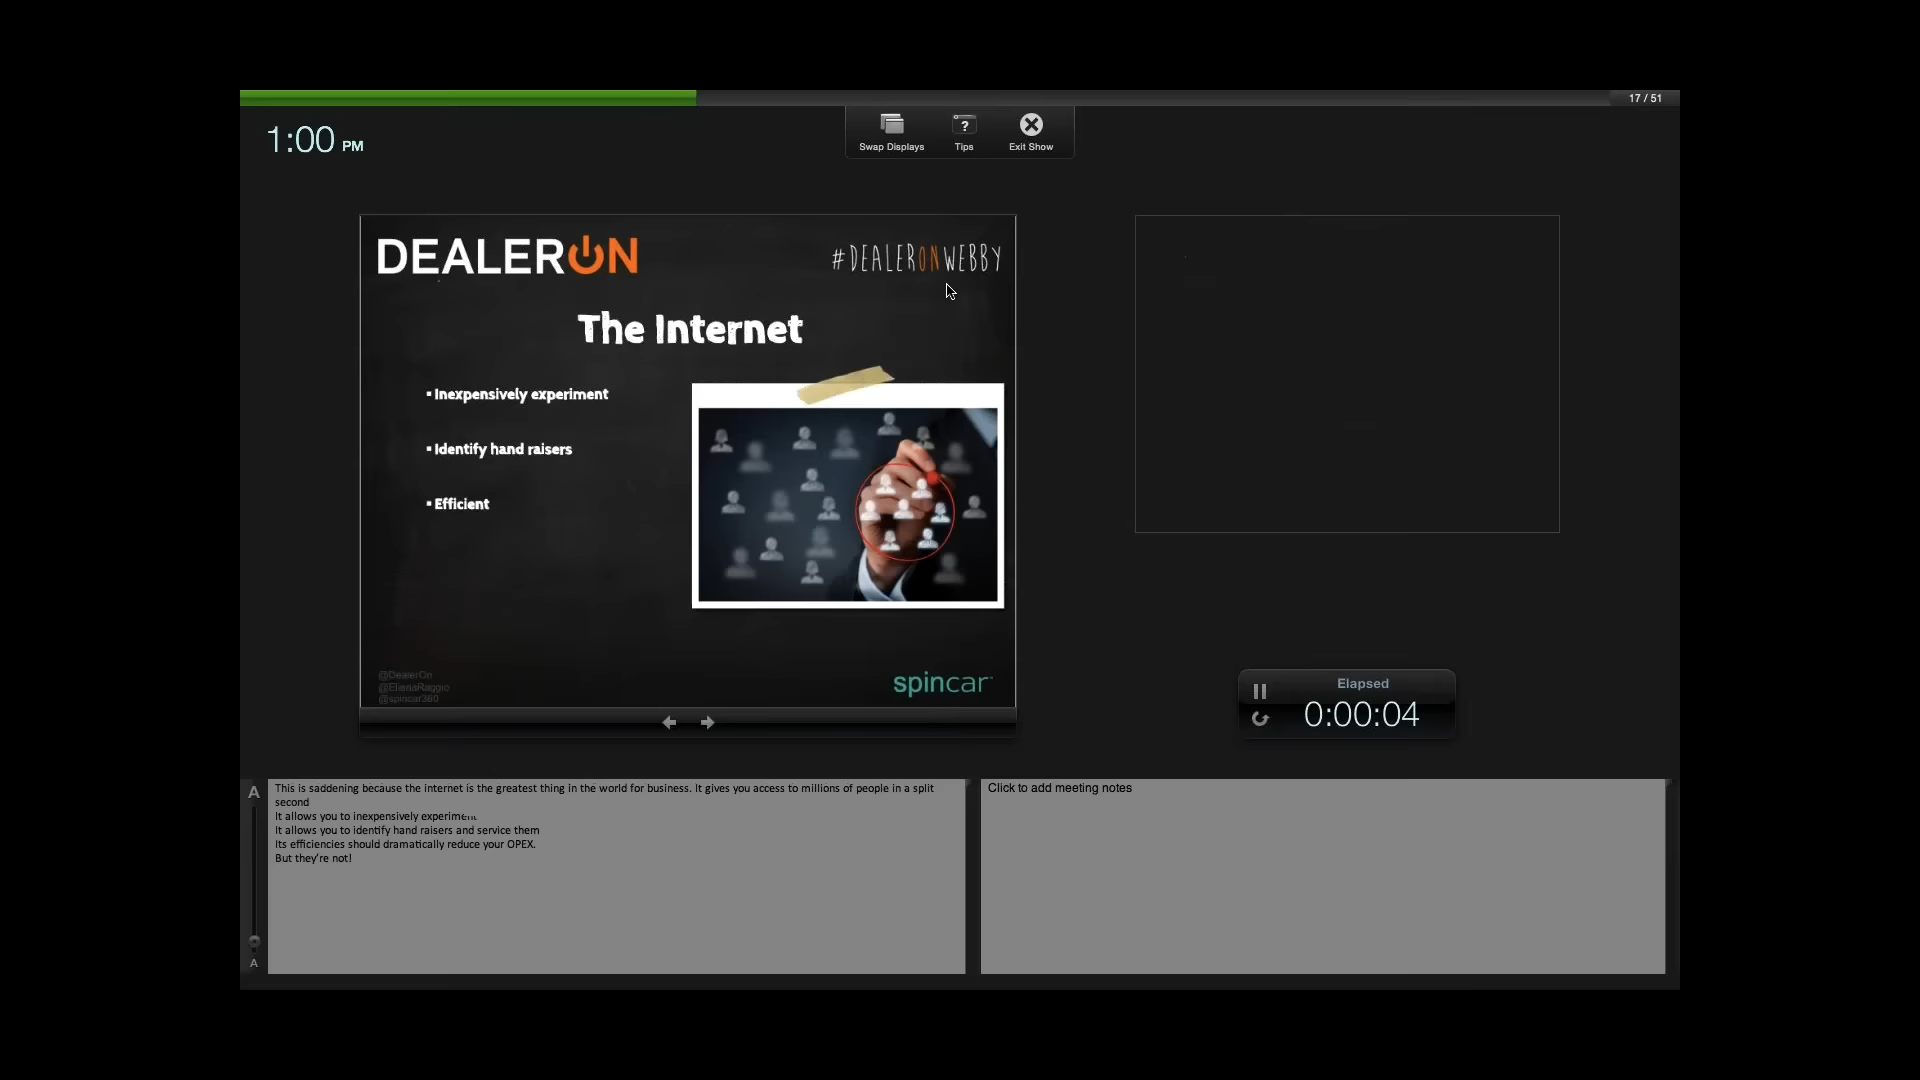 17 / 51
1:00 PM
Swap Displays
Tips
Exit Show
DEALERON
#DEALERONWEBBY
The Internet
▪ Inexpensively experiment
▪ Identify hand raisers
▪ Efficient
@DealerOn
@ElianaRaggio
@spincar360
spincar
Elapsed
0:00:04
A
A
This is saddening because the internet is the greatest thing in the world for business. It gives you access to millions of people in a split
second
It allows you to inexpensively experiment
It allows you to identify hand raisers and service them
Its efficiencies should dramatically reduce your OPEX.
But they're not!
Click to add meeting notes